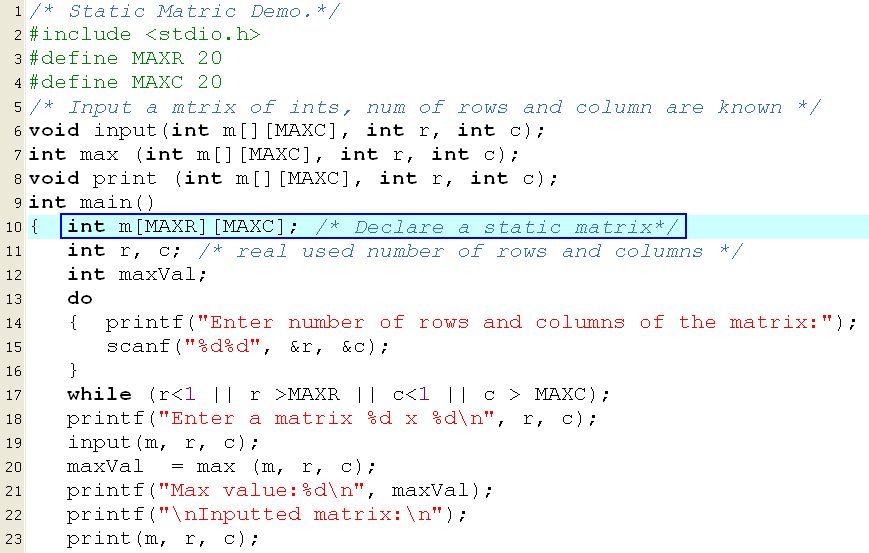 1 /* Static Matric Demo.*/
2 #include <stdio.h>
3 #define MAXR 20
4 #define MAXC 20
5 /* Input a mtrix of ints, num of rows and column are known */
6 void input(int m[][MAXC], int r, int c);
7 int max (int m[][MAXC], int r, int c);
8 void print (int m[][MAXC], int r, int c);
9 int main()
10 {  int m[MAXR][MAXC]; /* Declare a static matrix*/
11    int r, c; /* real used number of rows and columns */
12    int maxVal;
13    do
14    {  printf("Enter number of rows and columns of the matrix:");
15       scanf("%d%d", &r, &c);
16    }
17    while (r<1 || r >MAXR || c<1 || c > MAXC);
18    printf("Enter a matrix %d x %d\n", r, c);
19    input(m, r, c);
20    maxVal  = max (m, r, c);
21    printf("Max value:%d\n", maxVal);
22    printf("\nInputted matrix:\n");
23    print(m, r, c);